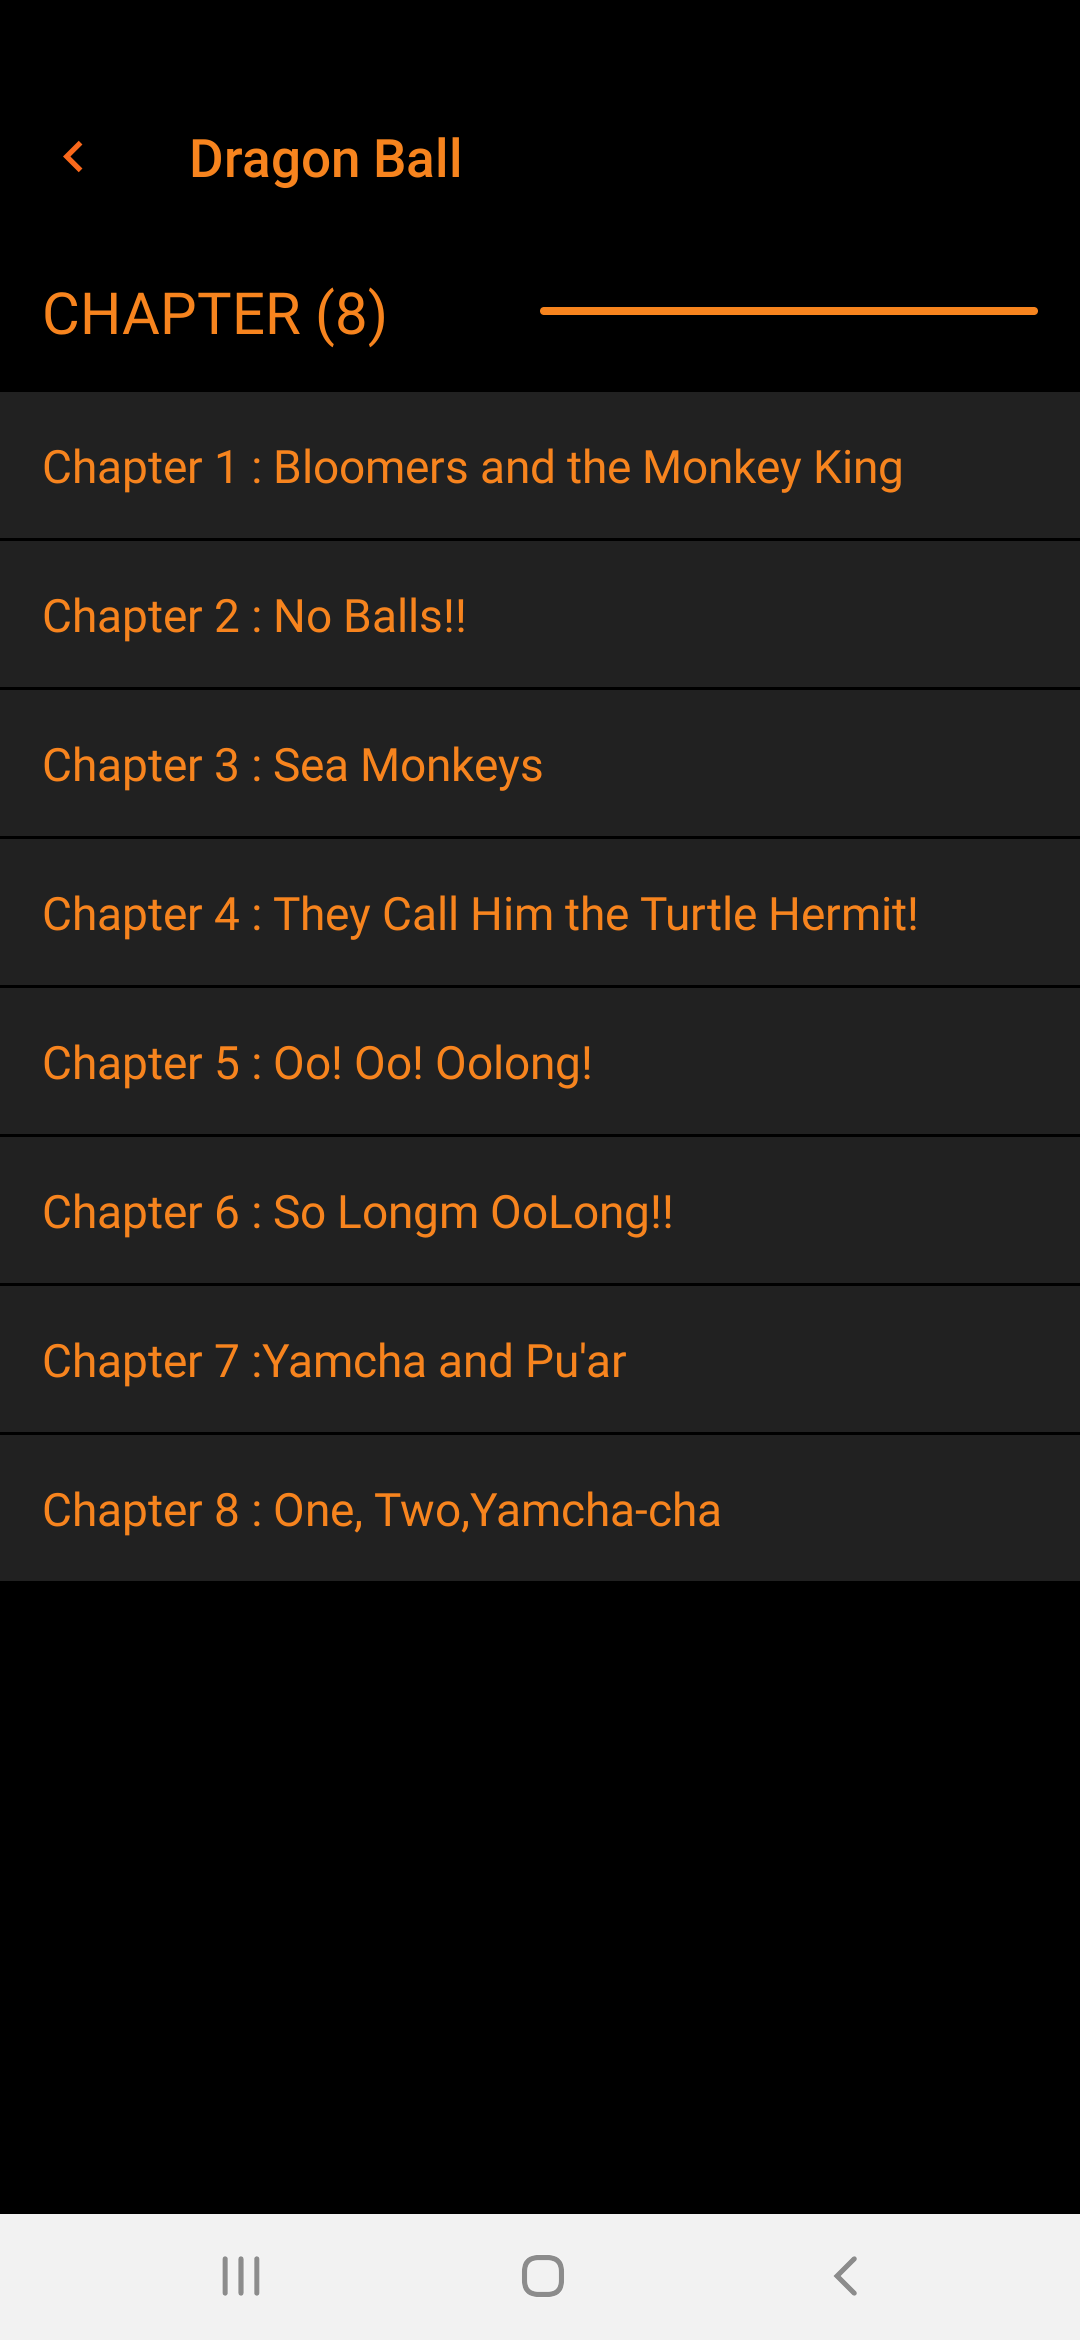 Dragon Ball
CHAPTER (8)
Chapter 1 : Bloomers and the Monkey King
Chapter 2 : No Balls!!
Chapter 3 : Sea Monkeys
Chapter 4 : They Call Him the Turtle Hermit!
Chapter 5 : Oo! Oo! Oolong!
Chapter 6 : So Longm OoLong!!
Chapter 7 :Yamcha and Pu'ar
Chapter 8 : One, Two,Yamcha-cha